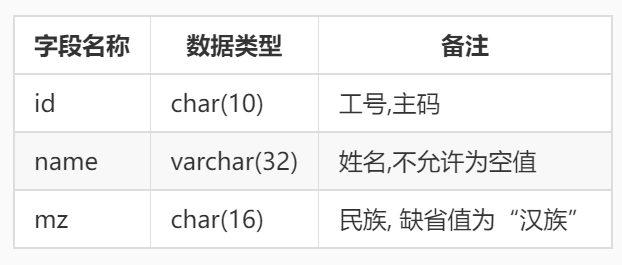 字段名称 数据类型 备注
id char(10) 工号,主码
name varchar(32) 姓名,不允许为空值
mz char(16) 民族, 缺省值为“汉族”